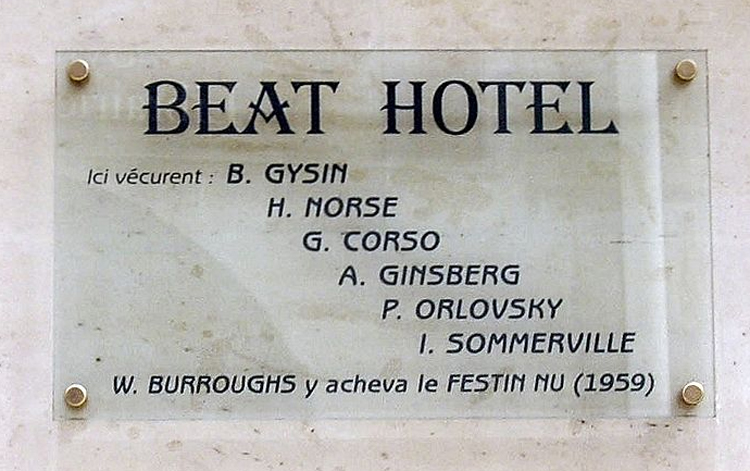 BEAT HOTEL
Ici vécurent : B. GYSIN
H. NORSE
G. CORSO
A. GINSBERG
P. ORLOVSKY
I. SOMMERVILLE
W. BURROUGHS y acheva le FESTIN NU (1959)